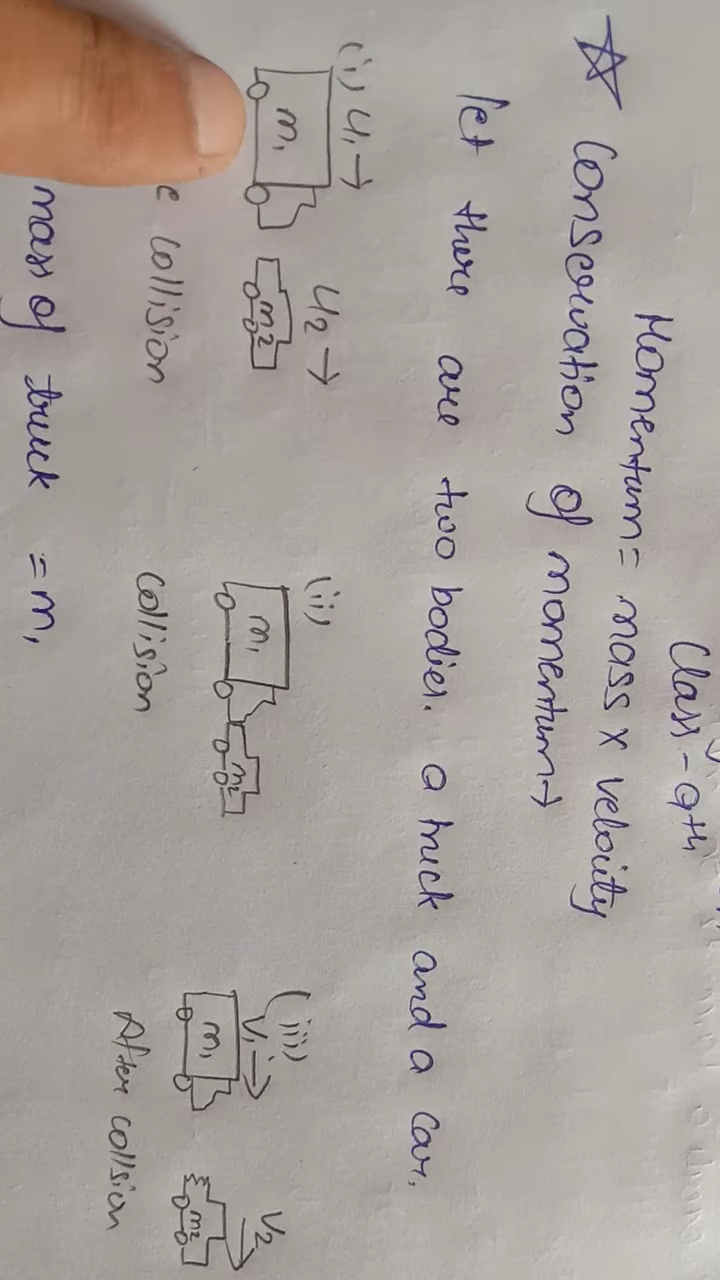 Class - 9th
Momentum = mass x velocity
☆ Conservation of momentum →
let there are two bodies. a truck and a car.
(i) u₁ → u₂ → (ii) (iii) v₁ → v₂ →
m₁ m₂ m₁ m₂ m₁ m₂
collision collision After collsion
mass of truck = m₁